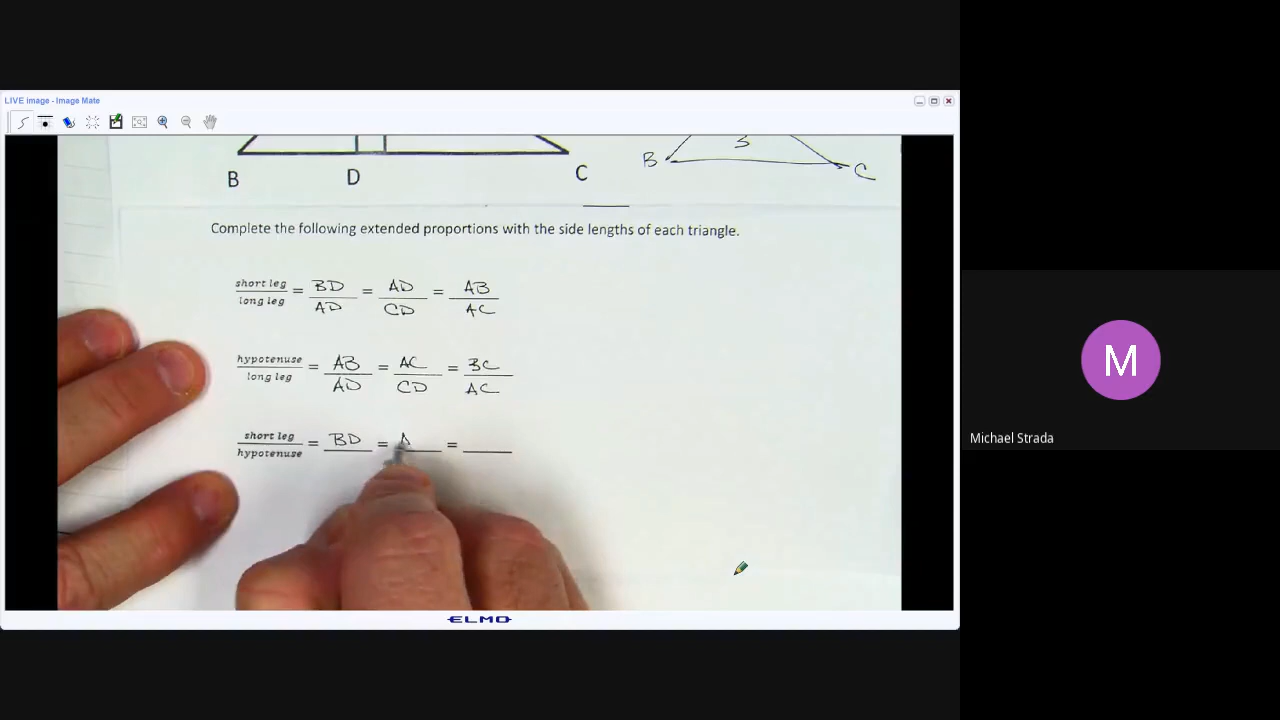 LIVE image - Image Mate
B D C B 3 C
Complete the following extended proportions with the side lengths of each triangle.
short leg / long leg = BD / AD = AD / CD = AB / AC
hypotenuse / long leg = AB / AD = AC / CD = BC / AC
short leg / hypotenuse = BD / = A / =
ELMO
M
Michael Strada